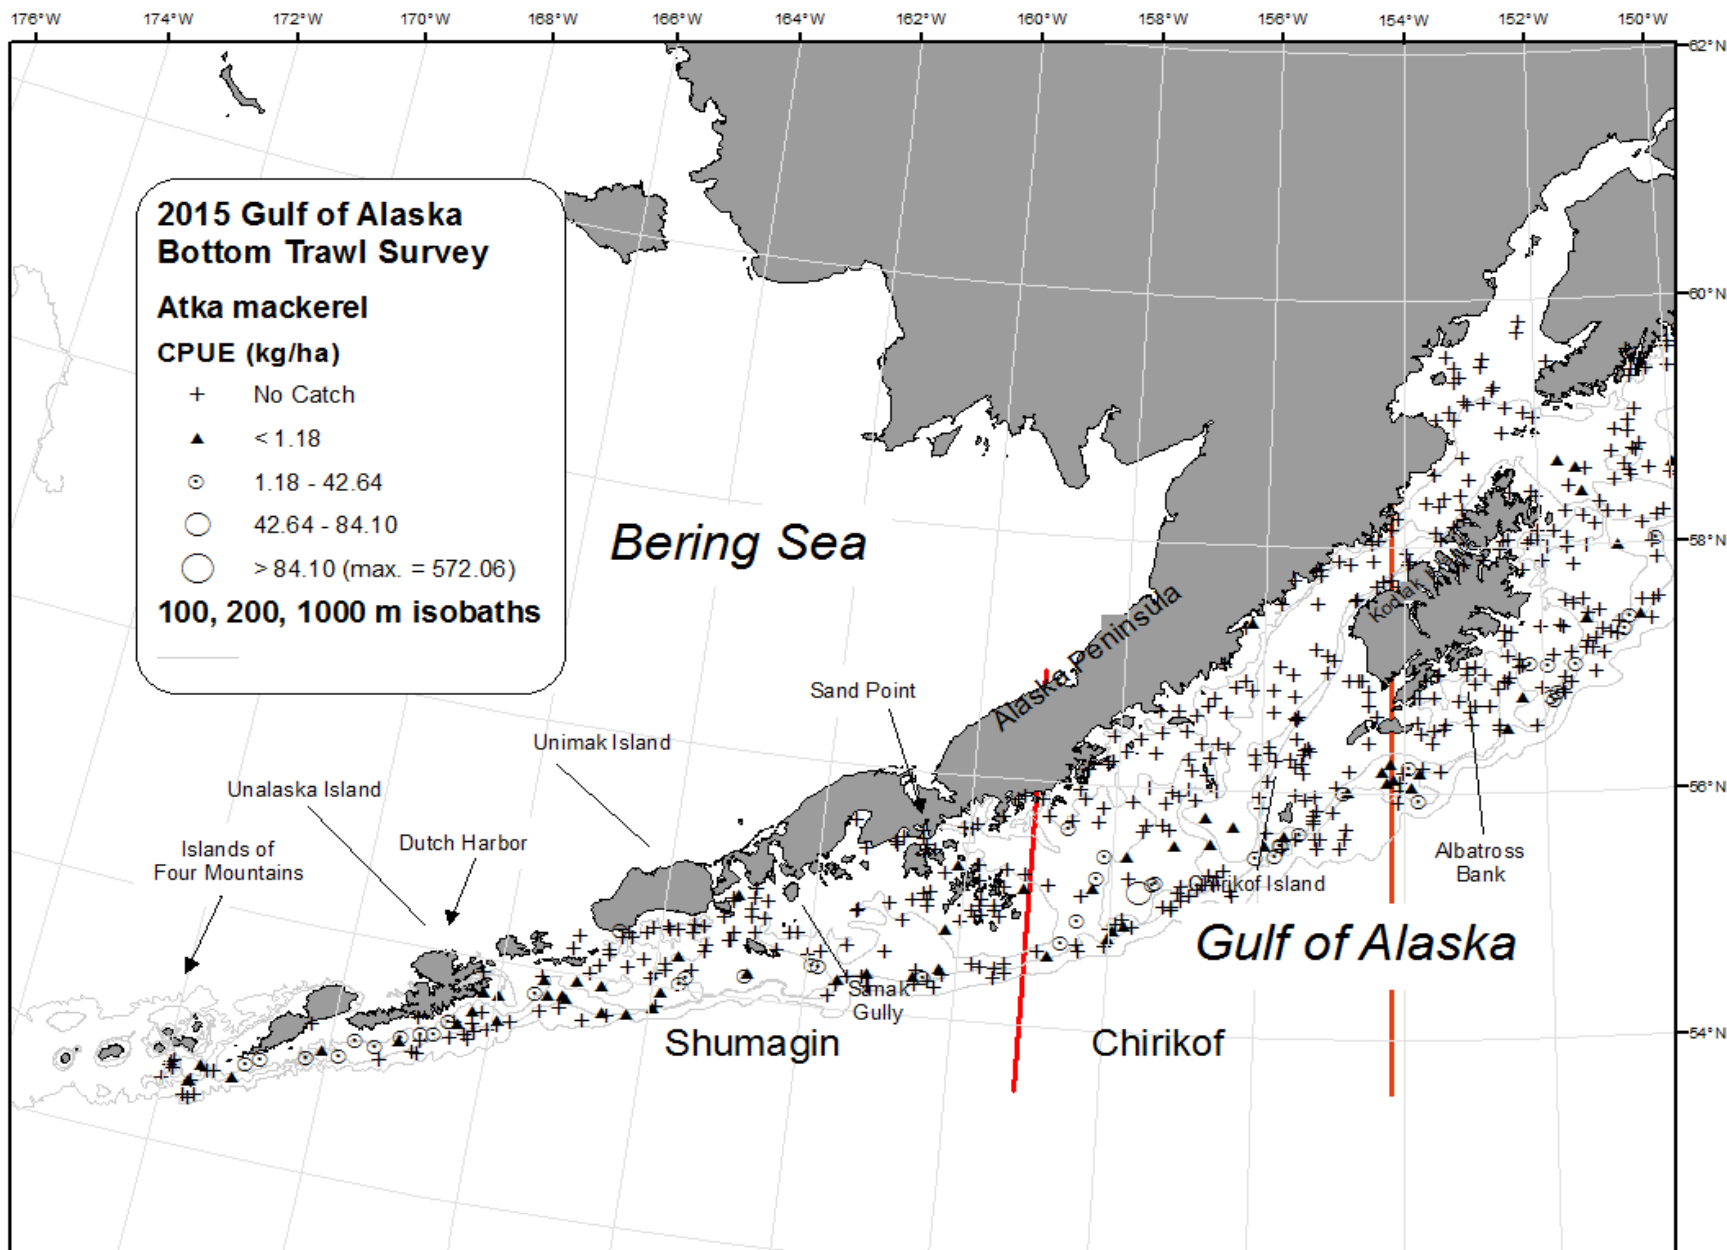 176°W 174°W 172°W 170°W 168°W 166°W 164°W 162°W 160°W 158°W 156°W 154°W 152°W 150°W
62°N
60°N
58°N
56°N
54°N
2015 Gulf of Alaska
Bottom Trawl Survey
Atka mackerel
CPUE (kg/ha)
No Catch
< 1.18
1.18 - 42.64
42.64 - 84.10
> 84.10 (max. = 572.06)
100, 200, 1000 m isobaths
Bering Sea
Kodiak
Alaska Peninsula
Sand Point
Unimak Island
Unalaska Island
Dutch Harbor
Islands of
Four Mountains
Albatross
Bank
Chirikof Island
Gulf of Alaska
Sanak
Gully
Shumagin
Chirikof